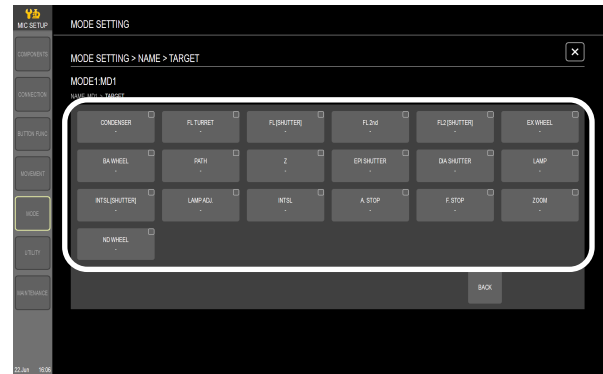 MIC SETUP
MODE SETTING
COMPONENTS
MODE SETTING > NAME > TARGET
×
MODE1:MD1
CONNECTION
NAME: MD1 > TARGET
CONDENSER
-
FL TURRET
-
FL[SHUTTER]
-
FL 2nd
-
FL2 [SHUTTER]
-
EX WHEEL
-
BUTTON FUNC
BA WHEEL
-
PATH
-
Z
-
EPI SHUTTER
-
DIA SHUTTER
-
LAMP
-
MOVEMENT
INTSL[SHUTTER]
-
LAMP ADJ.
-
INTSL
-
A. STOP
-
F. STOP
-
ZOOM
-
MODE
ND WHEEL
-
UTILITY
MAINTENANCE
BACK
22.Jun 16:05